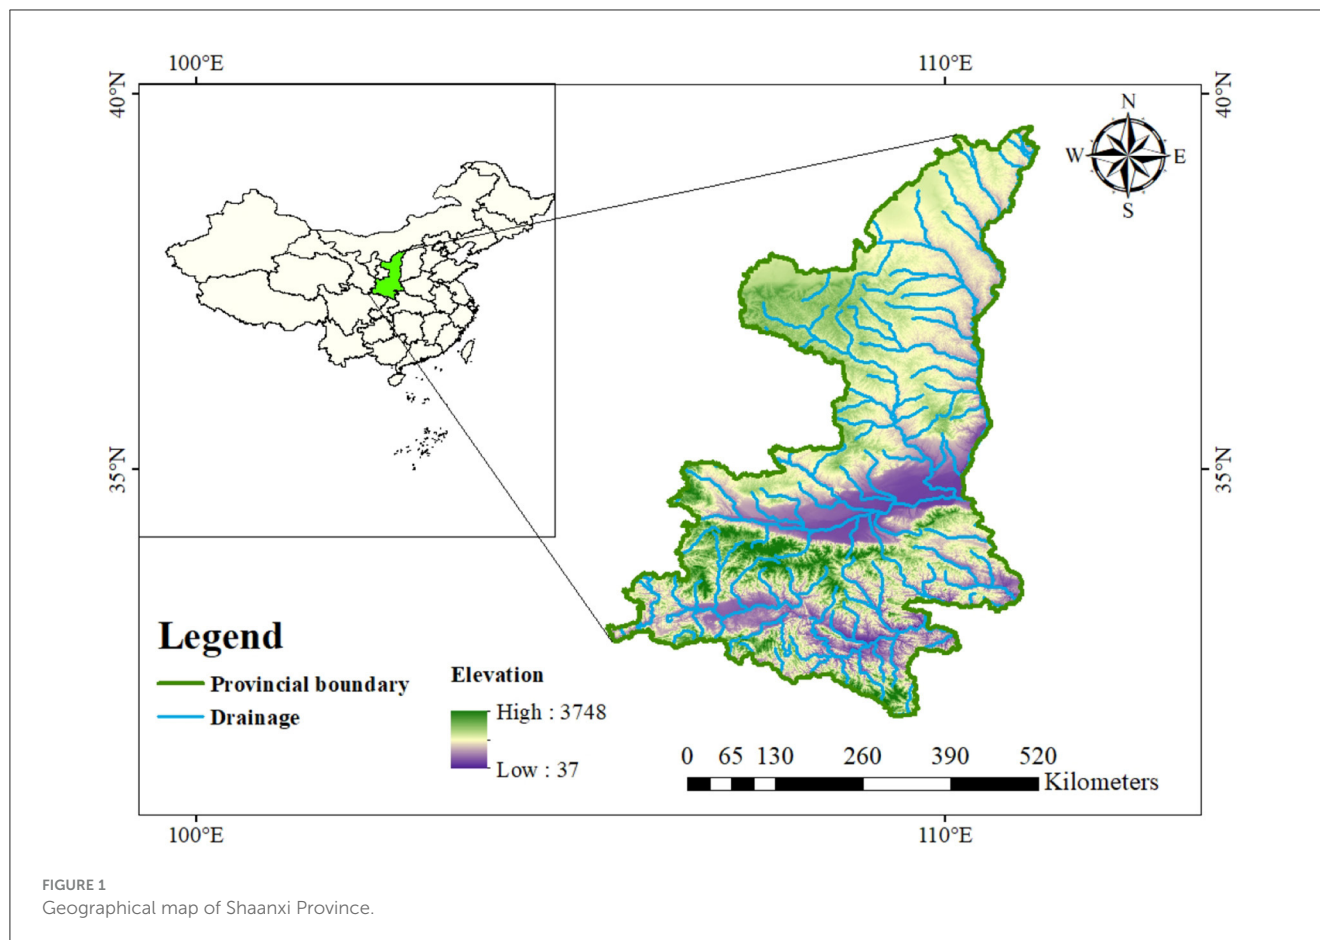 100°E
110°E
40°N
40°N
N
W
E
S
35°N
35°N
Legend
Provincial boundary
Drainage
Elevation
High : 3748
Low : 37
0 65 130 260 390 520
Kilometers
100°E
110°E
FIGURE 1
Geographical map of Shaanxi Province.